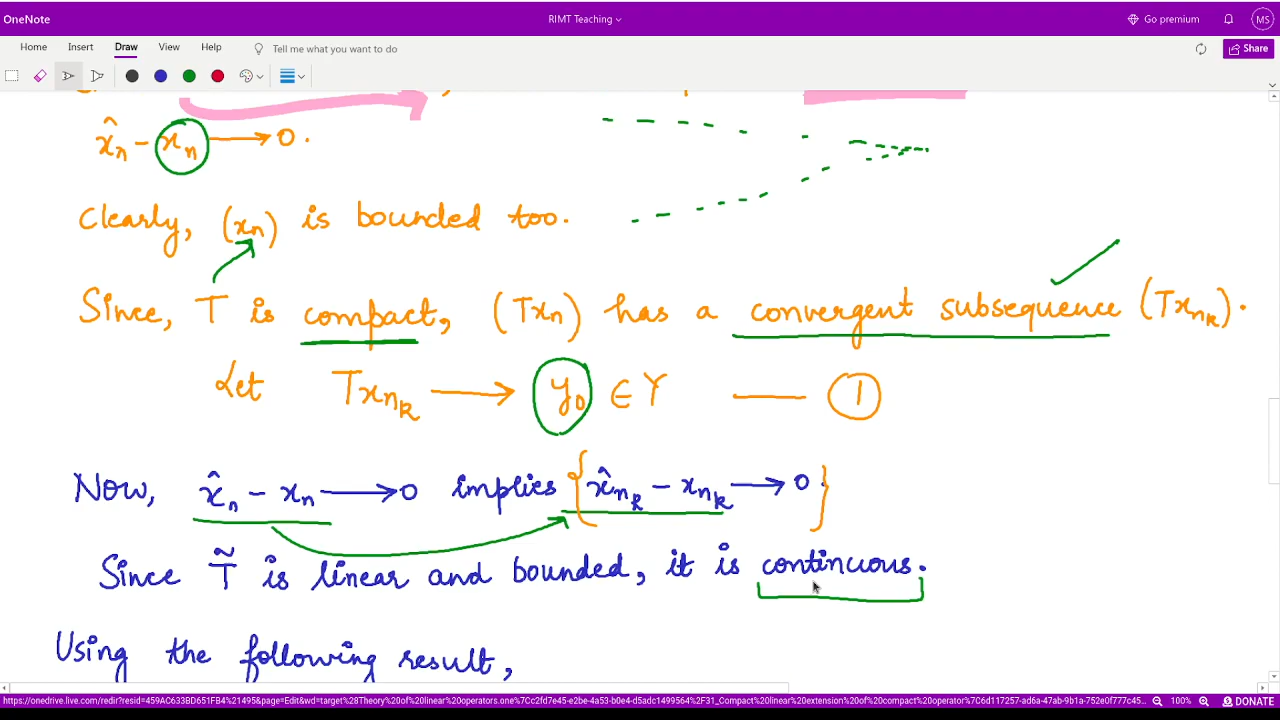 OneNote
RIMT Teaching
Go premium
MS
Home Insert Draw View Help Tell me what you want to do
Share
x̂ₙ - xₙ → 0.
Clearly, (xₙ) is bounded too.
Since, T is compact, (Txₙ) has a convergent subsequence (Txₙₖ).
Let Txₙₖ → y₀ ∈ Y —— ①
Now, x̂ₙ - xₙ → 0 implies {x̂ₙₖ - xₙₖ → 0}
Since T̃ is linear and bounded, it is continuous.
Using the following result,
100%
DONATE